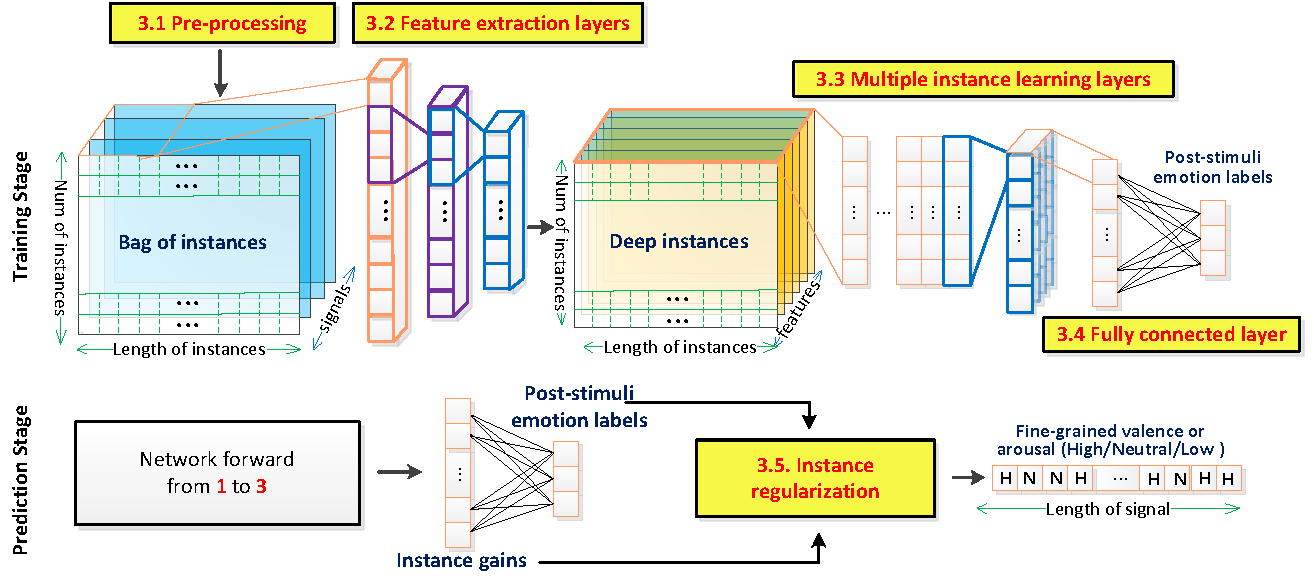 3.1 Pre-processing
3.2 Feature extraction layers
3.3 Multiple instance learning layers
Training Stage
Num of instances
...
...
Bag of instances
...
...
Length of instances
signals
...
...
...
Num of instances
...
Deep instances
...
Length of instances
features
...
...
...
...
...
...
...
...
Post-stimuli
emotion labels
3.4 Fully connected layer
Prediction Stage
Network forward
from 1 to 3
...
Post-stimuli
emotion labels
Instance gains
3.5. Instance
regularization
Fine-grained valence or
arousal (High/Neutral/Low )
H N N H ... H N H H
Length of signal